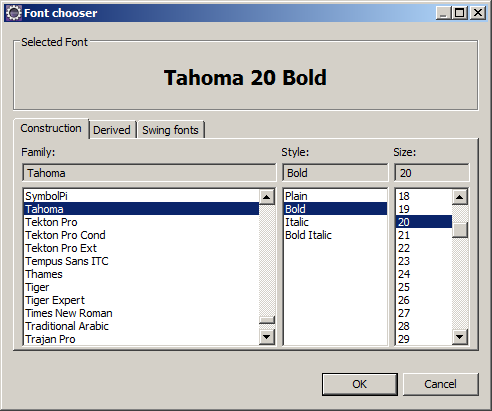 Font chooser
Selected Font
Tahoma 20 Bold
Construction Derived Swing fonts
Family: Style: Size:
Tahoma Bold 20
SymbolPi Plain 18
Tahoma Bold 19
Tekton Pro Italic 20
Tekton Pro Cond Bold Italic 21
Tekton Pro Ext 22
Tempus Sans ITC 23
Thames 24
Tiger 25
Tiger Expert 26
Times New Roman 27
Traditional Arabic 28
Trajan Pro 29
OK Cancel